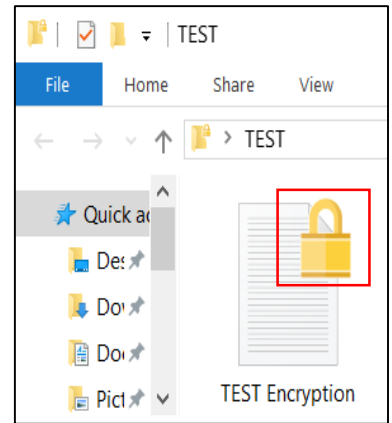 TEST
File Home Share View
TEST
Quick ac
Des
Dov
Doc
Pict
TEST Encryption